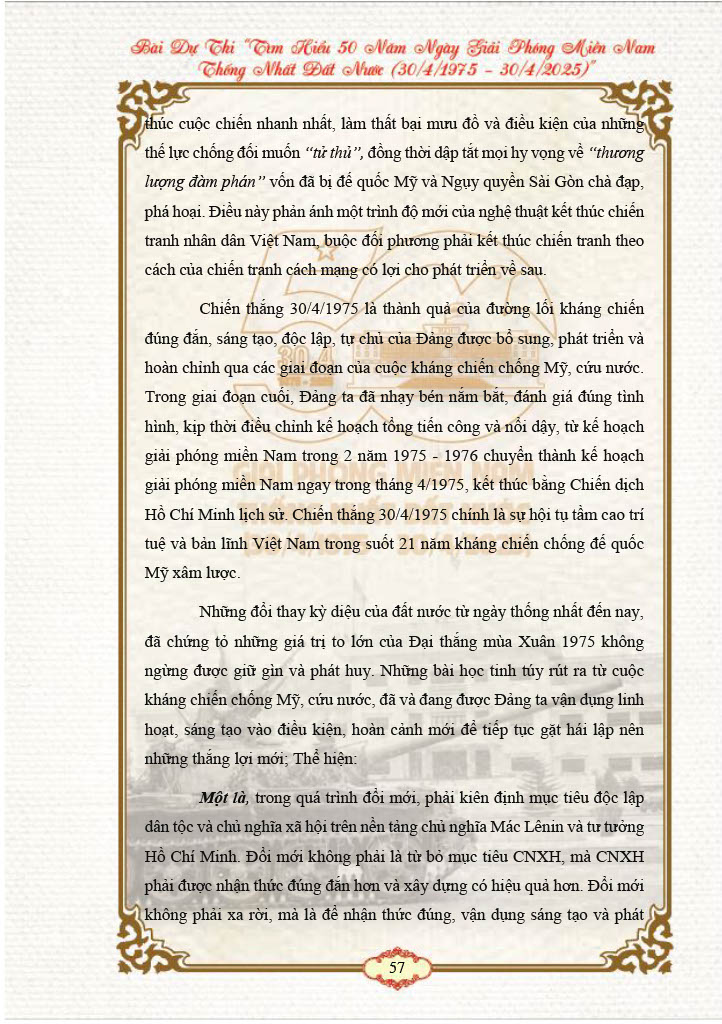 Bài Dự Thi “Tìm Hiểu 50 Năm Ngày Giải Phóng Miền Nam
Thống Nhất Đất Nước (30/4/1975 – 30/4/2025)”
thúc cuộc chiến nhanh nhất, làm thất bại mưu đồ và điều kiện của những
thế lực chống đối muốn “tử thủ”, đồng thời dập tắt mọi hy vọng về “thương
lượng đàm phán” vốn đã bị đế quốc Mỹ và Ngụy quyền Sài Gòn chà đạp,
phá hoại. Điều này phản ánh một trình độ mới của nghệ thuật kết thúc chiến
tranh nhân dân Việt Nam, buộc đối phương phải kết thúc chiến tranh theo
cách của chiến tranh cách mạng có lợi cho phát triển về sau.
Chiến thắng 30/4/1975 là thành quả của đường lối kháng chiến
đúng đắn, sáng tạo, độc lập, tự chủ của Đảng được bổ sung, phát triển và
hoàn chỉnh qua các giai đoạn của cuộc kháng chiến chống Mỹ, cứu nước.
Trong giai đoạn cuối, Đảng ta đã nhạy bén nắm bắt, đánh giá đúng tình
hình, kịp thời điều chỉnh kế hoạch tổng tiến công và nổi dậy, từ kế hoạch
giải phóng miền Nam trong 2 năm 1975 - 1976 chuyển thành kế hoạch
giải phóng miền Nam ngay trong tháng 4/1975, kết thúc bằng Chiến dịch
Hồ Chí Minh lịch sử. Chiến thắng 30/4/1975 chính là sự hội tụ tầm cao trí
tuệ và bản lĩnh Việt Nam trong suốt 21 năm kháng chiến chống đế quốc
Mỹ xâm lược.
Những đổi thay kỳ diệu của đất nước từ ngày thống nhất đến nay,
đã chứng tỏ những giá trị to lớn của Đại thắng mùa Xuân 1975 không
ngừng được giữ gìn và phát huy. Những bài học tinh túy rút ra từ cuộc
kháng chiến chống Mỹ, cứu nước, đã và đang được Đảng ta vận dụng linh
hoạt, sáng tạo vào điều kiện, hoàn cảnh mới để tiếp tục gặt hái lập nên
những thắng lợi mới; Thể hiện:
Một là, trong quá trình đổi mới, phải kiên định mục tiêu độc lập
dân tộc và chủ nghĩa xã hội trên nền tảng chủ nghĩa Mác Lênin và tư tưởng
Hồ Chí Minh. Đổi mới không phải là từ bỏ mục tiêu CNXH, mà CNXH
phải được nhận thức đúng đắn hơn và xây dựng có hiệu quả hơn. Đổi mới
không phải xa rời, mà là để nhận thức đúng, vận dụng sáng tạo và phát
57